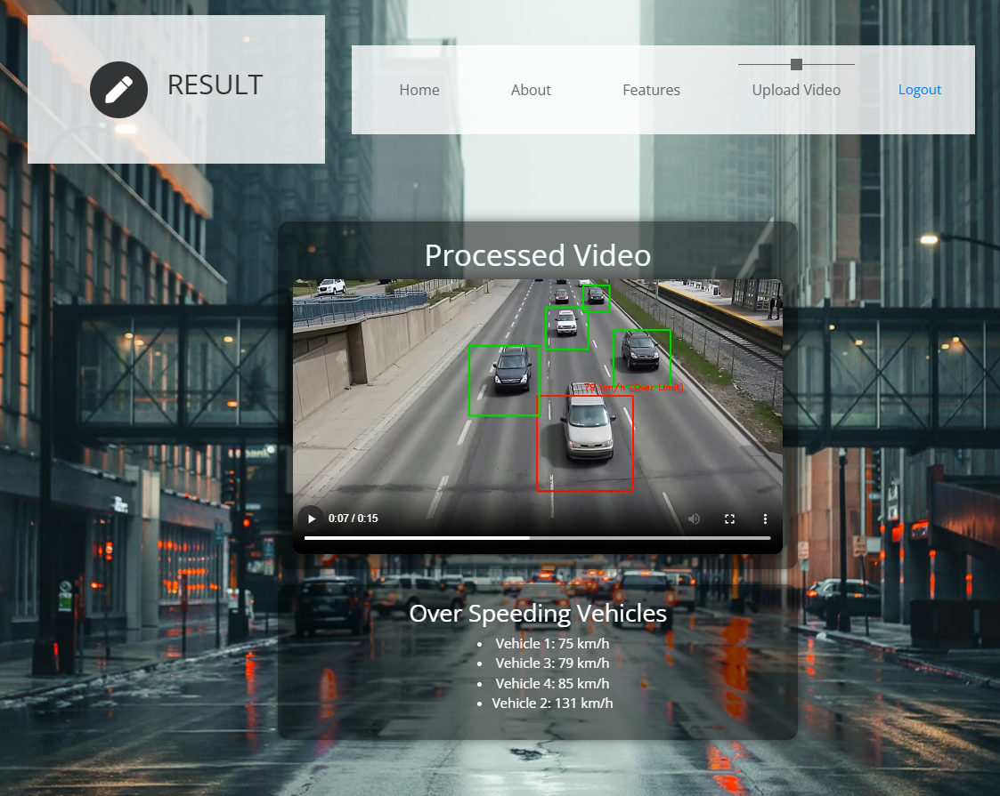 RESULT
Home
About
Features
Upload Video
Logout
Processed Video
79 km/h (Over Limit)
0:07 / 0:15
Over Speeding Vehicles
• Vehicle 1: 75 km/h
• Vehicle 3: 79 km/h
• Vehicle 4: 85 km/h
• Vehicle 2: 131 km/h